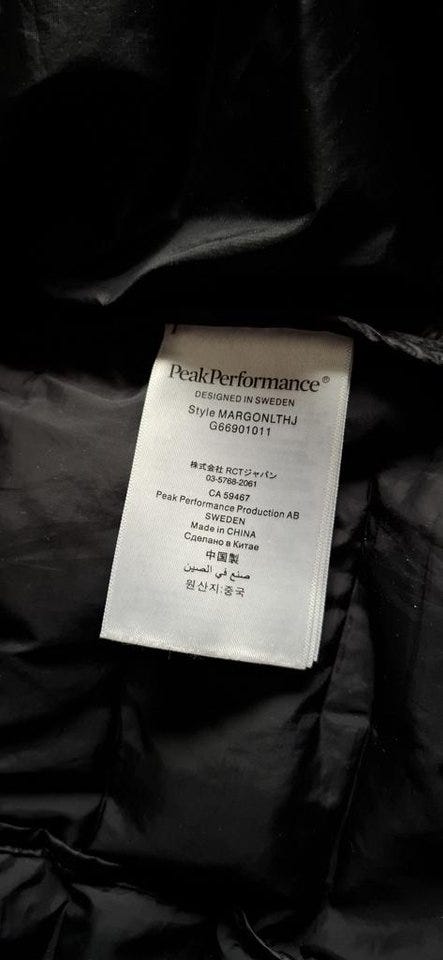 PeakPerformance®
DESIGNED IN SWEDEN
Style MARGONLTHJ
G66901011
株式会社 RCTジャパン
03-5768-2061
CA 59467
Peak Performance Production AB
SWEDEN
Made in CHINA
Сделано в Китае
中国製
صنع في الصين
원산지:중국